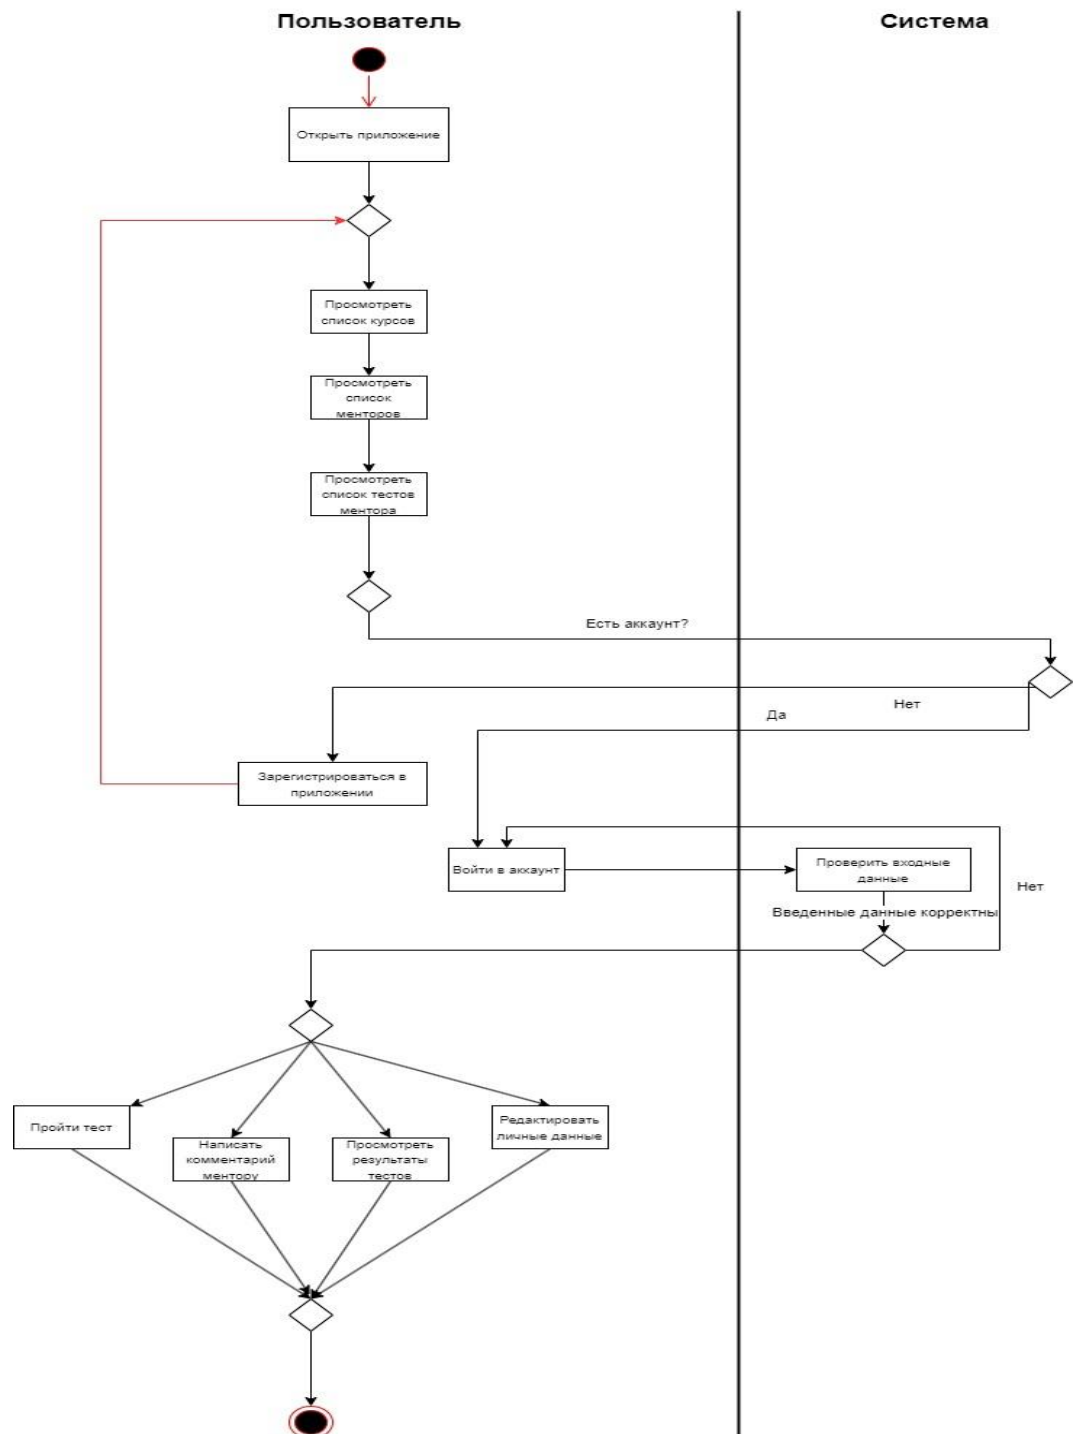 Пользователь
Система
Открыть приложение
Просмотреть
список курсов
Просмотреть
список
менторов
Просмотреть
список тестов
ментора
Есть аккаунт?
Нет
Да
Зарегистрироваться в
приложении
Войти в аккаунт
Проверить входные
данные
Нет
Введенные данные корректны
Пройти тест
Написать
комментарий
ментору
Просмотреть
результаты
тестов
Редактировать
личные данные